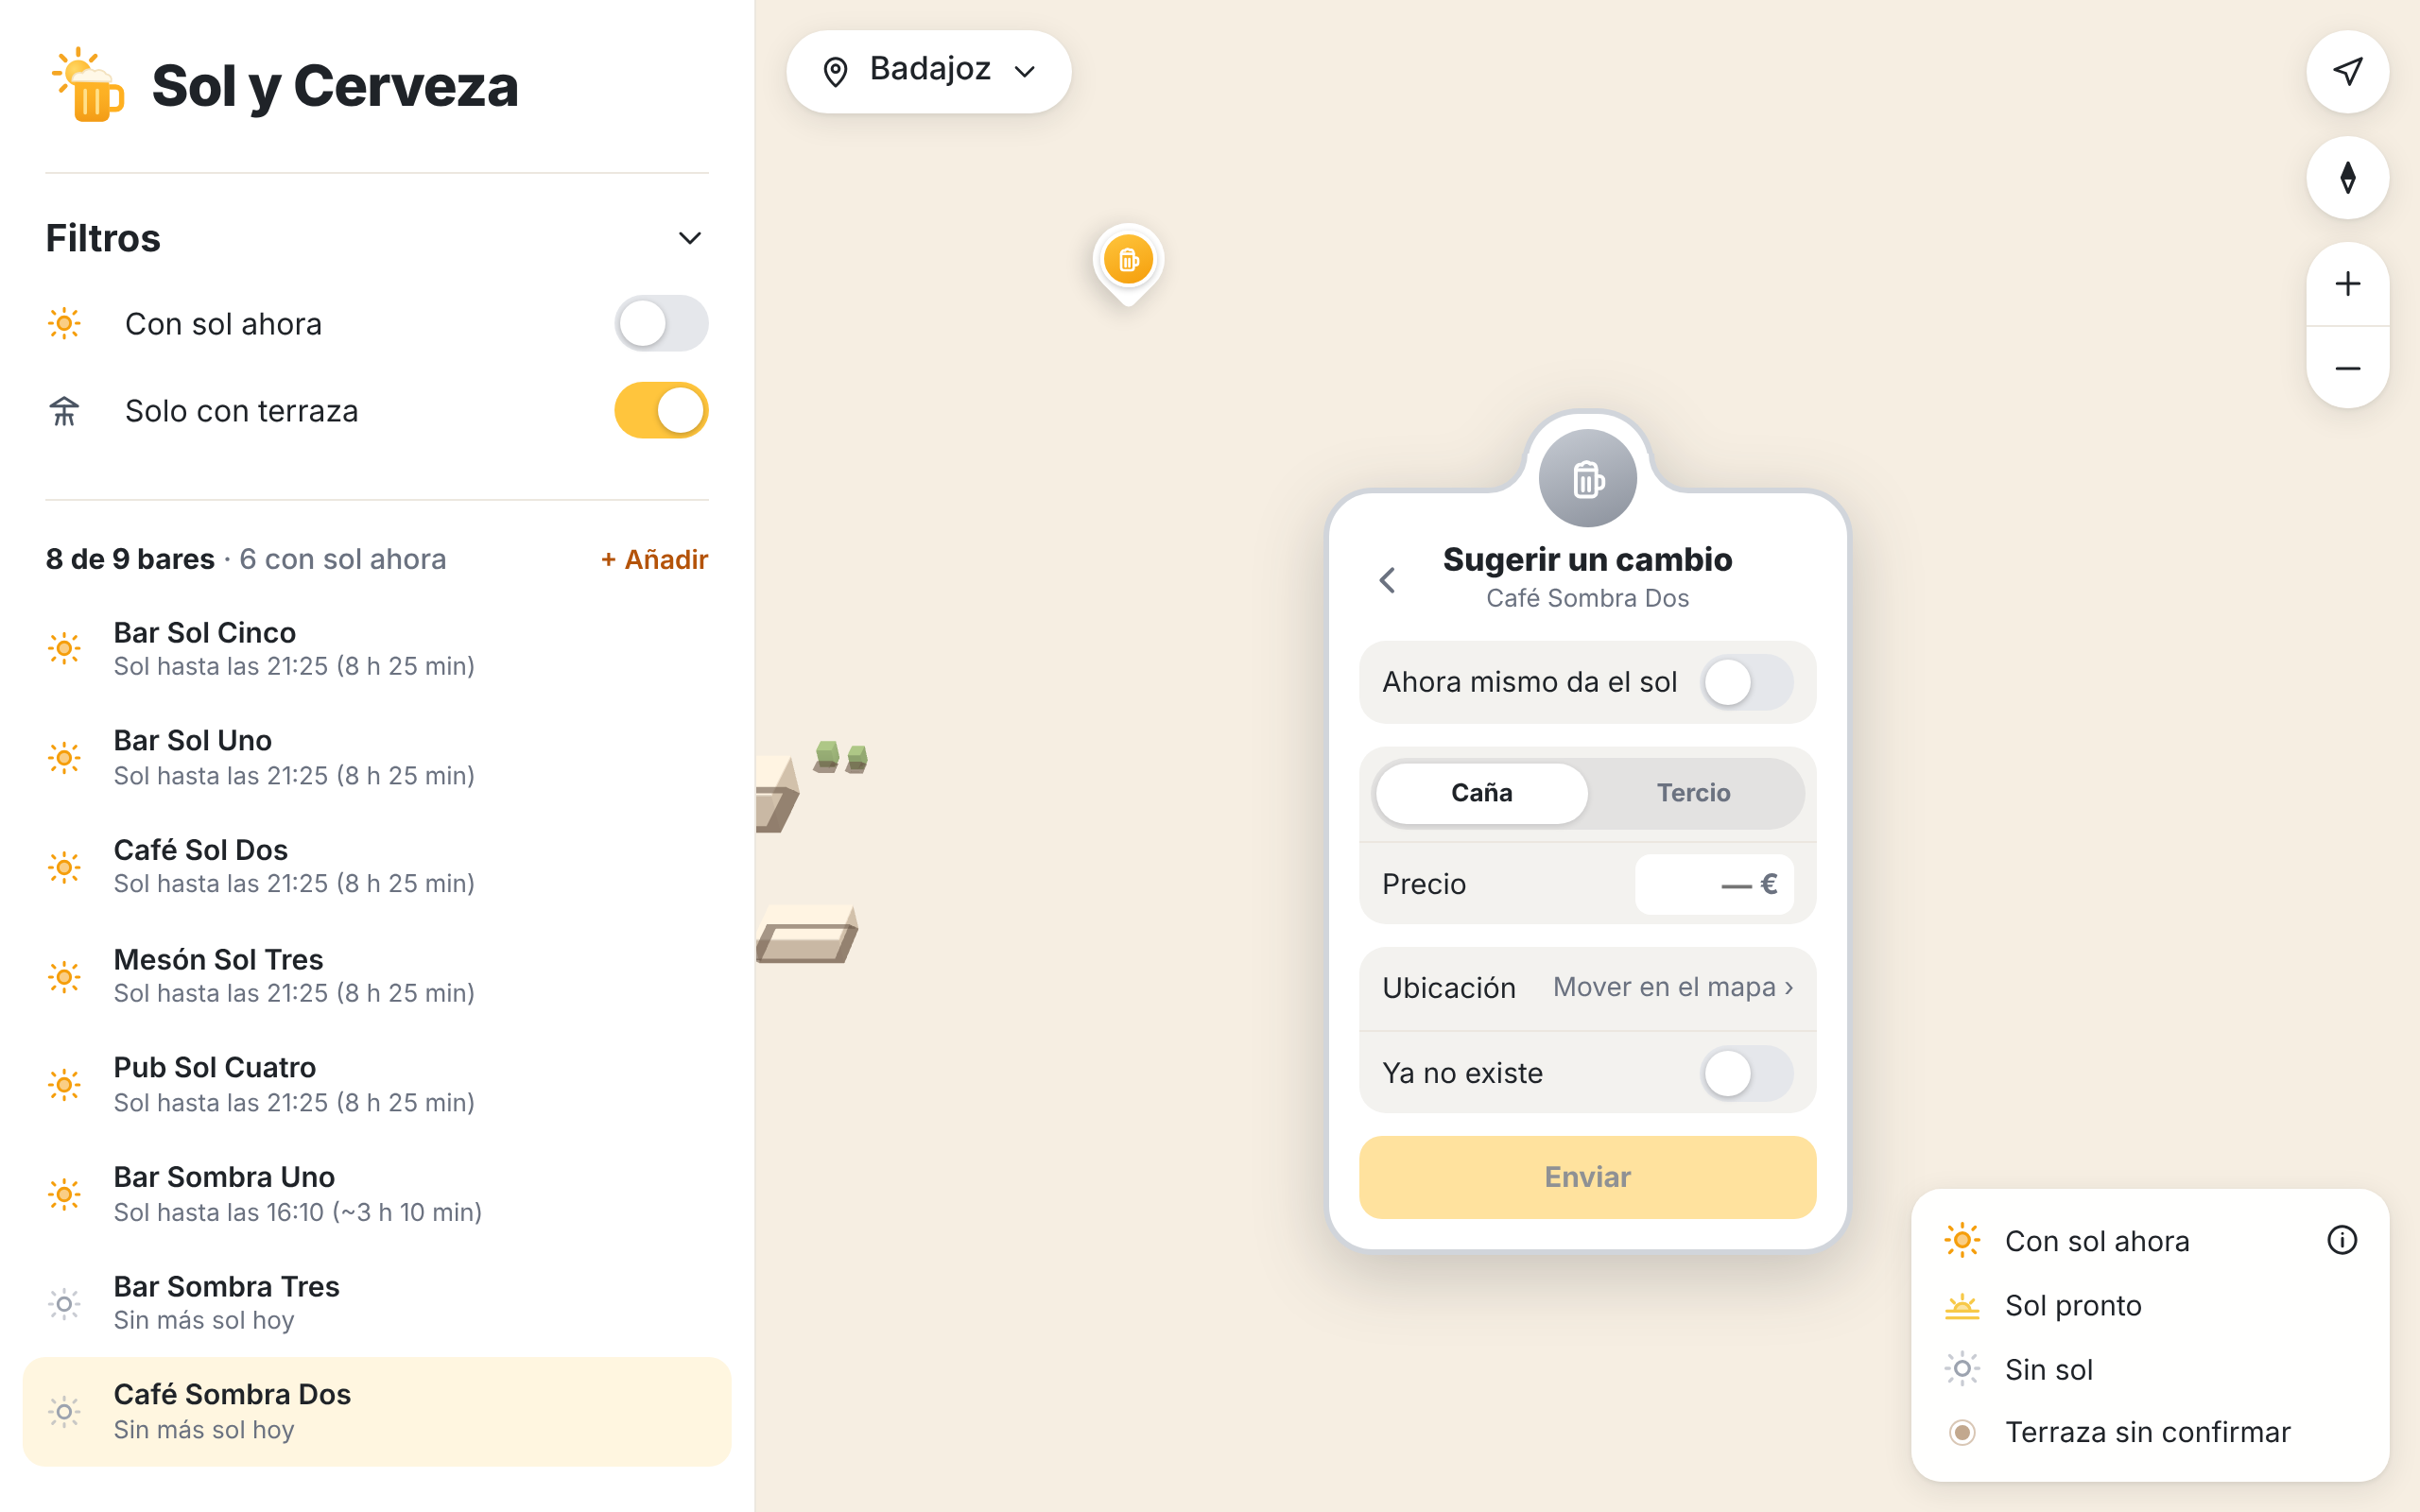 Sol y Cerveza
Filtros
Con sol ahora
Solo con terraza
8 de 9 bares · 6 con sol ahora
+ Añadir
Bar Sol Cinco
Sol hasta las 21:25 (8 h 25 min)
Bar Sol Uno
Sol hasta las 21:25 (8 h 25 min)
Café Sol Dos
Sol hasta las 21:25 (8 h 25 min)
Mesón Sol Tres
Sol hasta las 21:25 (8 h 25 min)
Pub Sol Cuatro
Sol hasta las 21:25 (8 h 25 min)
Bar Sombra Uno
Sol hasta las 16:10 (~3 h 10 min)
Bar Sombra Tres
Sin más sol hoy
Café Sombra Dos
Sin más sol hoy
Badajoz
Sugerir un cambio
Café Sombra Dos
Ahora mismo da el sol
Caña
Tercio
Precio
— €
Ubicación
Mover en el mapa ›
Ya no existe
Enviar
Con sol ahora
Sol pronto
Sin sol
Terraza sin confirmar